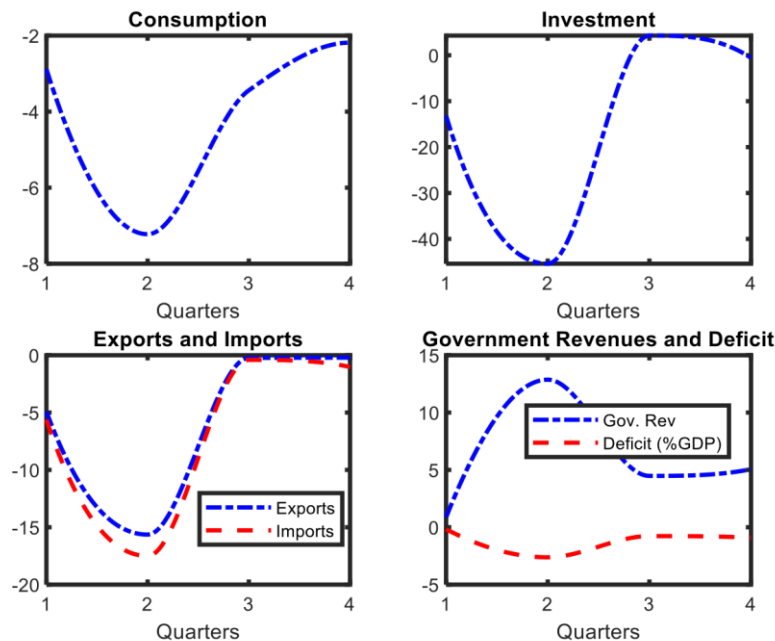 Consumption
-2
-4
-6
-8
1 2 3 4
Quarters
Investment
0
-10
-20
-30
-40
1 2 3 4
Quarters
Exports and Imports
0
-5
-10
-15
-20
Exports
Imports
1 2 3 4
Quarters
Government Revenues and Deficit
15
10
5
0
-5
Gov. Rev
Deficit (%GDP)
1 2 3 4
Quarters